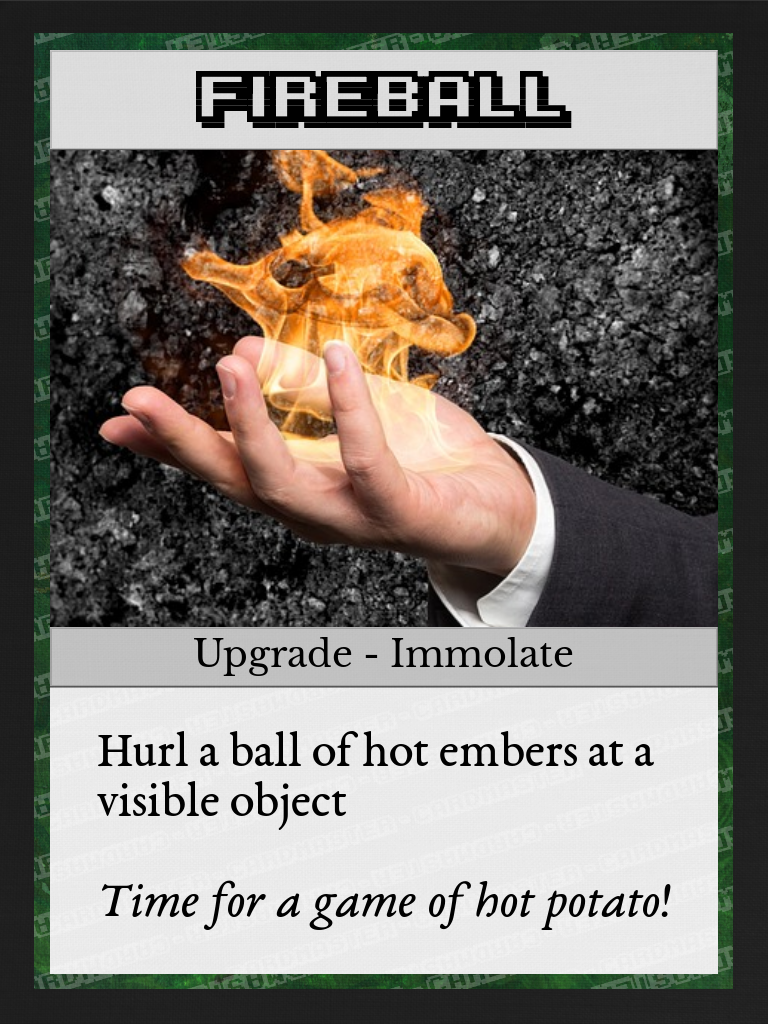 FIREBALL
Upgrade - Immolate
Hurl a ball of hot embers at a
visible object
Time for a game of hot potato!